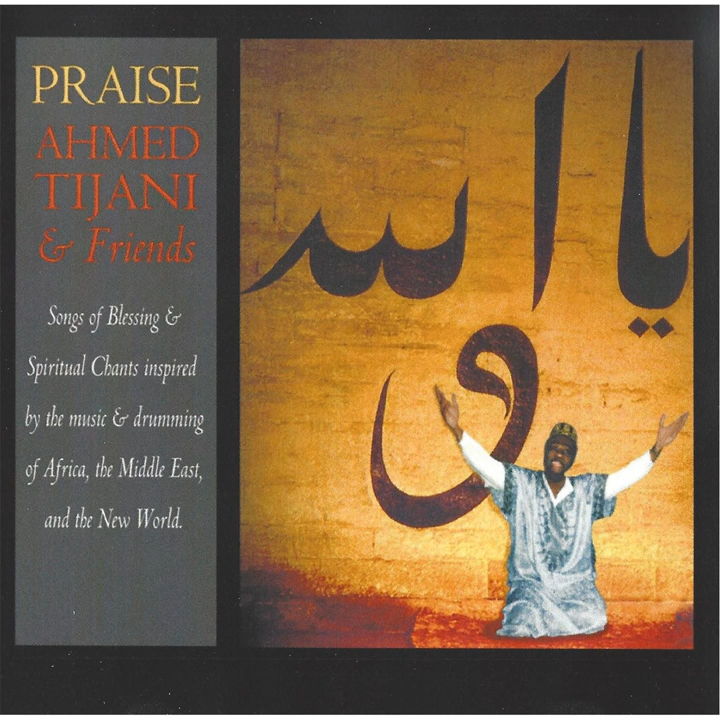 PRAISE
AHMED
TIJANI
& Friends
Songs of Blessing &
Spiritual Chants inspired
by the music & drumming
of Africa, the Middle East,
and the New World.
يا